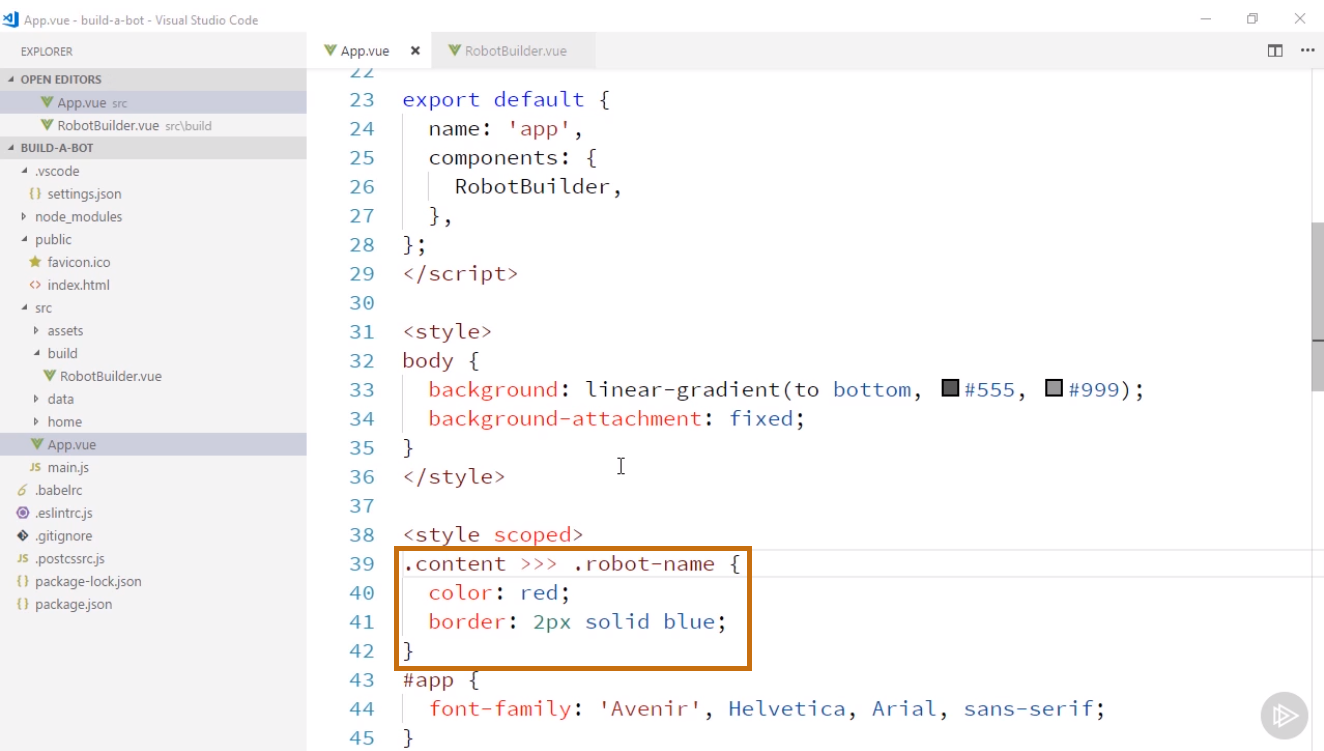 App.vue - build-a-bot - Visual Studio Code
EXPLORER
OPEN EDITORS
App.vue src
RobotBuilder.vue src\build
BUILD-A-BOT
.vscode
{} settings.json
node_modules
public
favicon.ico
<> index.html
src
assets
build
RobotBuilder.vue
data
home
App.vue
JS main.js
.babelrc
.eslintrc.js
.gitignore
JS .postcssrc.js
{} package-lock.json
{} package.json
App.vue
RobotBuilder.vue
22
23 export default {
24 name: 'app',
25 components: {
26 RobotBuilder,
27 },
28 };
29 </script>
30
31 <style>
32 body {
33 background: linear-gradient(to bottom, #555, #999);
34 background-attachment: fixed;
35 }
36 </style>
37
38 <style scoped>
39 .content >>> .robot-name {
40 color: red;
41 border: 2px solid blue;
42 }
43 #app {
44 font-family: 'Avenir', Helvetica, Arial, sans-serif;
45 }